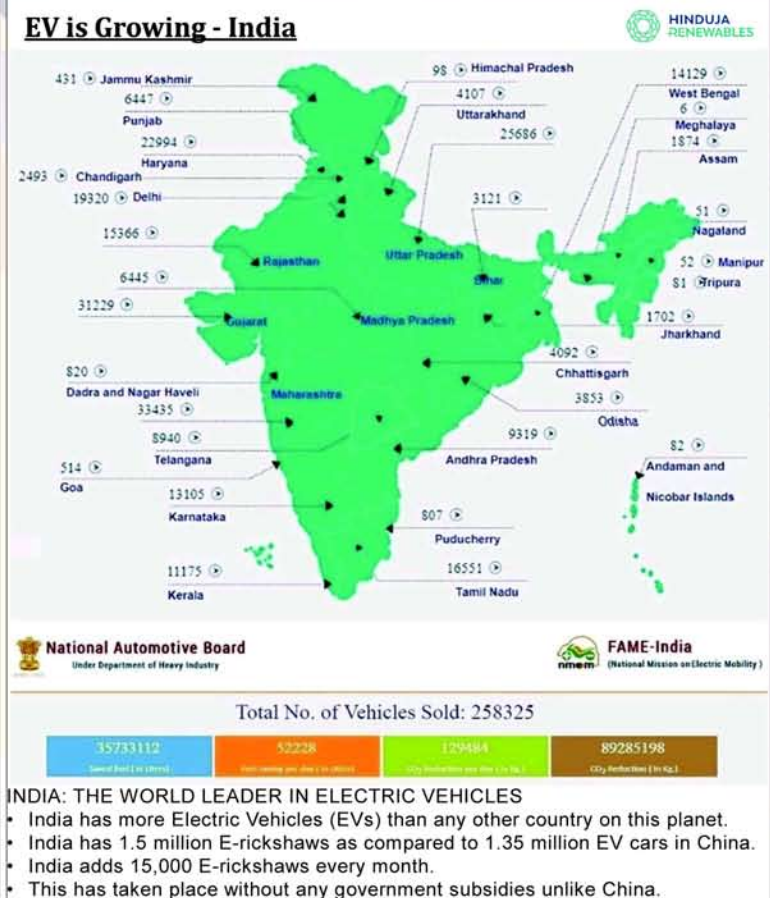 EV is Growing - India
HINDUJA
RENEWABLES
431 Jammu Kashmir
6447
Punjab
22994
Haryana
2493 Chandigarh
19320 Delhi
15366
Rajasthan
6445
Madhya Pradesh
31229
Gujarat
820
Dadra and Nagar Haveli
Maharashtra
33435
8940
Telangana
514
Goa
13105
Karnataka
11175
Kerala
98 Himachal Pradesh
4107
Uttarakhand
25686
Uttar Pradesh
3121
Bihar
14129
West Bengal
6
Meghalaya
1874
Assam
51
Nagaland
52 Manipur
81 Tripura
1702
Jharkhand
4092
Chhattisgarh
3853
Odisha
9319
Andhra Pradesh
82
Andaman and
Nicobar Islands
807
Puducherry
16551
Tamil Nadu
National Automotive Board
Under Department of Heavy Industry
nmem
FAME-India
(National Mission on Electric Mobility)
Total No. of Vehicles Sold: 258325
35733112
52228
129484
89285198
CO₂ Reduction (In Kg.)
INDIA: THE WORLD LEADER IN ELECTRIC VEHICLES
• India has more Electric Vehicles (EVs) than any other country on this planet.
• India has 1.5 million E-rickshaws as compared to 1.35 million EV cars in China.
• India adds 15,000 E-rickshaws every month.
• This has taken place without any government subsidies unlike China.